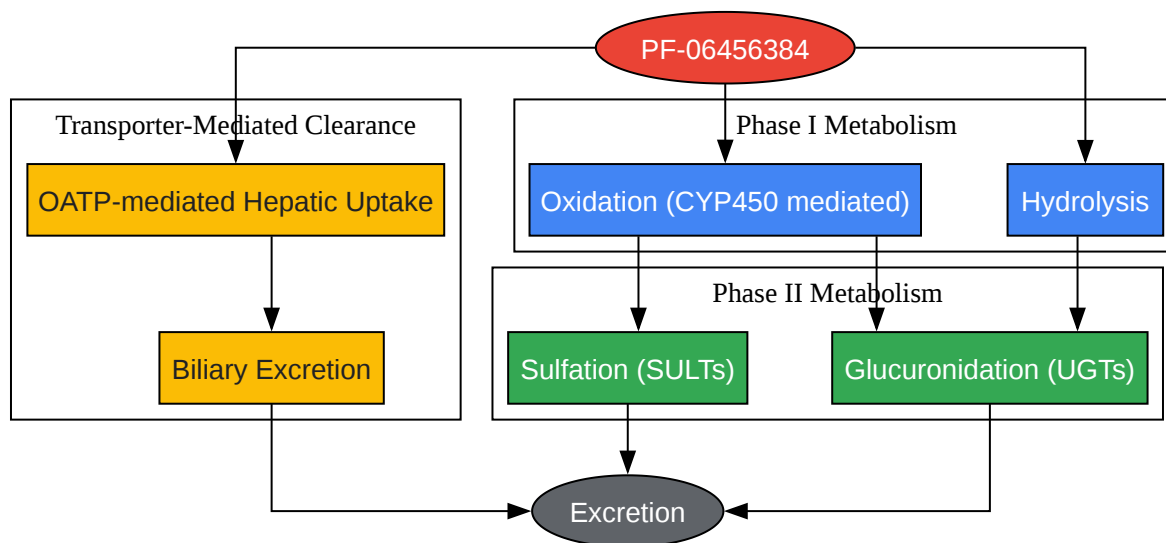 PF-06456384
Transporter-Mediated Clearance
Phase I Metabolism
OATP-mediated Hepatic Uptake
Oxidation (CYP450 mediated)
Hydrolysis
Phase II Metabolism
Biliary Excretion
Sulfation (SULTs)
Glucuronidation (UGTs)
Excretion